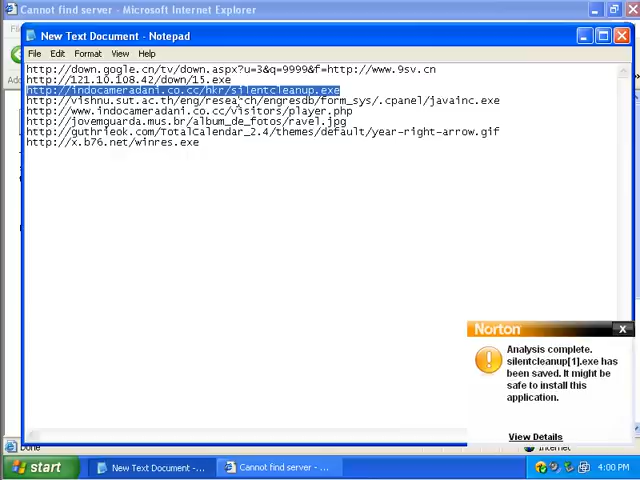 Cannot find server - Microsoft Internet Explorer
New Text Document - Notepad
File Edit Format View Help
http://down.gogle.cn/tv/down.aspx?u=3&q=9999&f=http://www.9sv.cn
http://121.10.108.42/down/15.exe
http://indocameradani.co.cc/hkr/silentcleanup.exe
http://vishnu.sut.ac.th/eng/research/engresdb/form_sys/.cpanel/javainc.exe
http://www.indocameradani.co.cc/visitors/player.php
http://jovemguarda.mus.br/album_de_fotos/ravel.jpg
http://guthrieok.com/TotalCalendar_2.4/themes/default/year-right-arrow.gif
http://x.b76.net/winres.exe
Norton
Analysis complete.
silentcleanup[1].exe has
been saved. It might be
safe to install this
application.
View Details
Done
Internet
start
New Text Document -...
Cannot find server - ...
4:00 PM